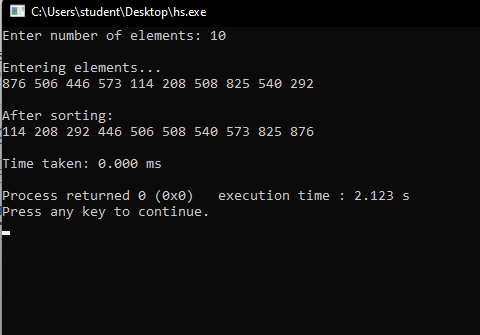 C:\Users\student\Desktop\hs.exe
Enter number of elements: 10
Entering elements...
876 506 446 573 114 208 508 825 540 292
After sorting:
114 208 292 446 506 508 540 573 825 876
Time taken: 0.000 ms
Process returned 0 (0x0)   execution time : 2.123 s
Press any key to continue.